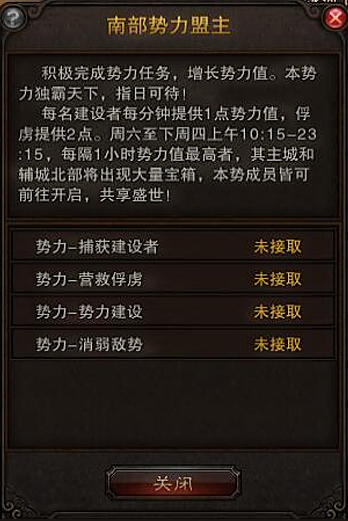 南部势力盟主
积极完成势力任务，增长势力值。本势
力独霸天下，指日可待！
每名建设者每分钟提供1点势力值，俘
虏提供2点。周六至下周四上午10:15-23
:15，每隔1小时势力值最高者，其主城和
辅城北部将出现大量宝箱，本势成员皆可
前往开启，共享盛世！
势力-捕获建设者 未接取
势力-营救俘虏 未接取
势力-势力建设 未接取
势力-消弱敌势 未接取
关闭